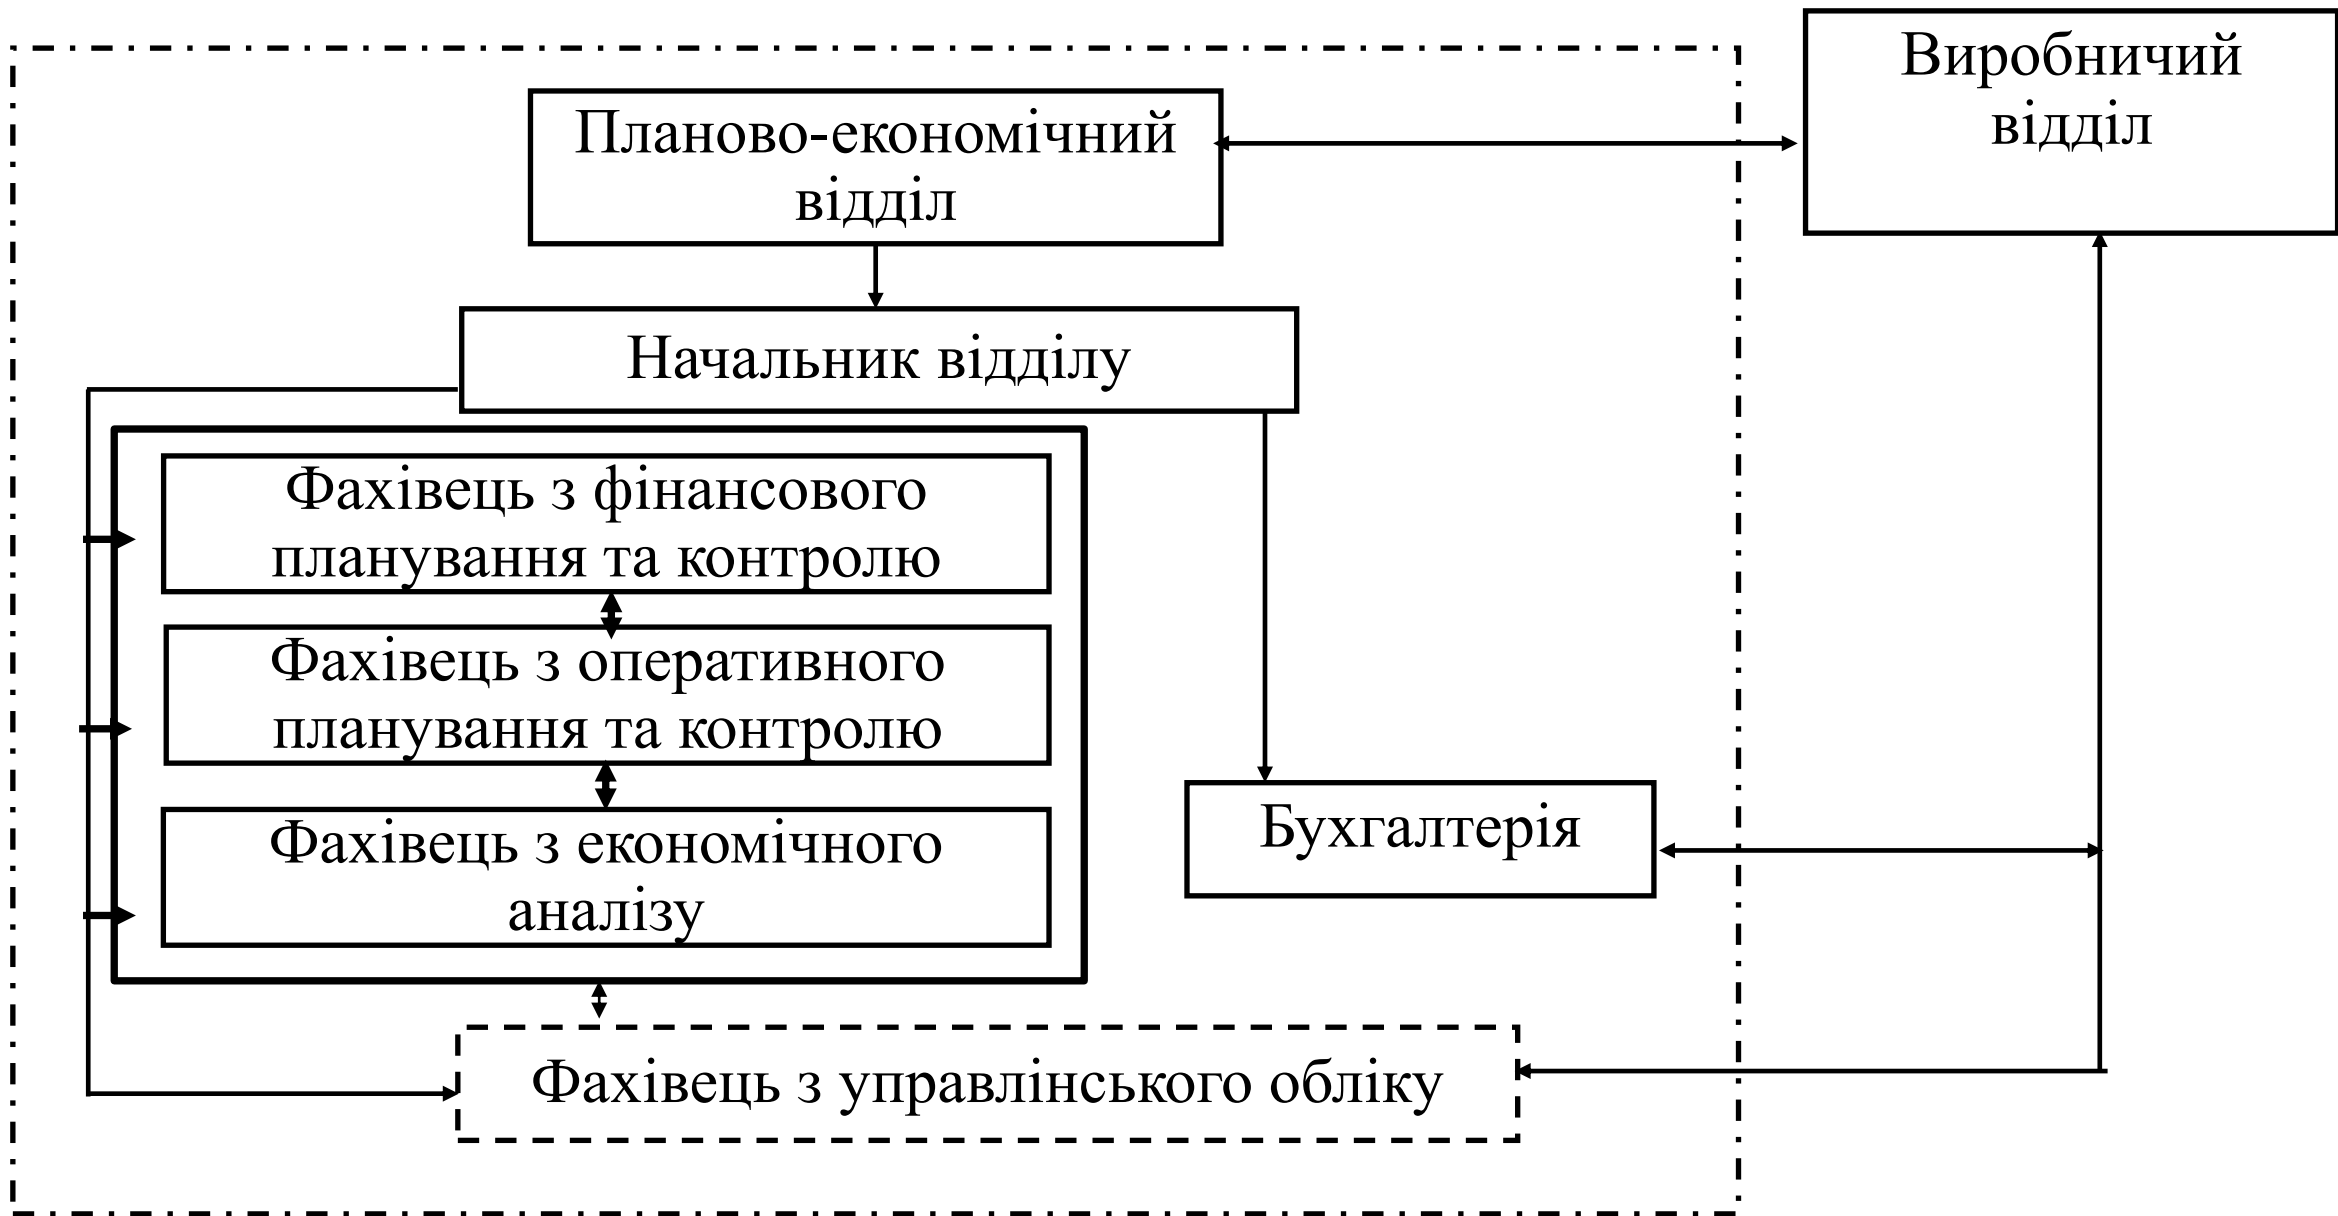 Виробничий
відділ
Планово-економічний
відділ
Начальник відділу
Фахівець з фінансового
планування та контролю
Фахівець з оперативного
планування та контролю
Фахівець з економічного
аналізу
Бухгалтерія
Фахівець з управлінського обліку